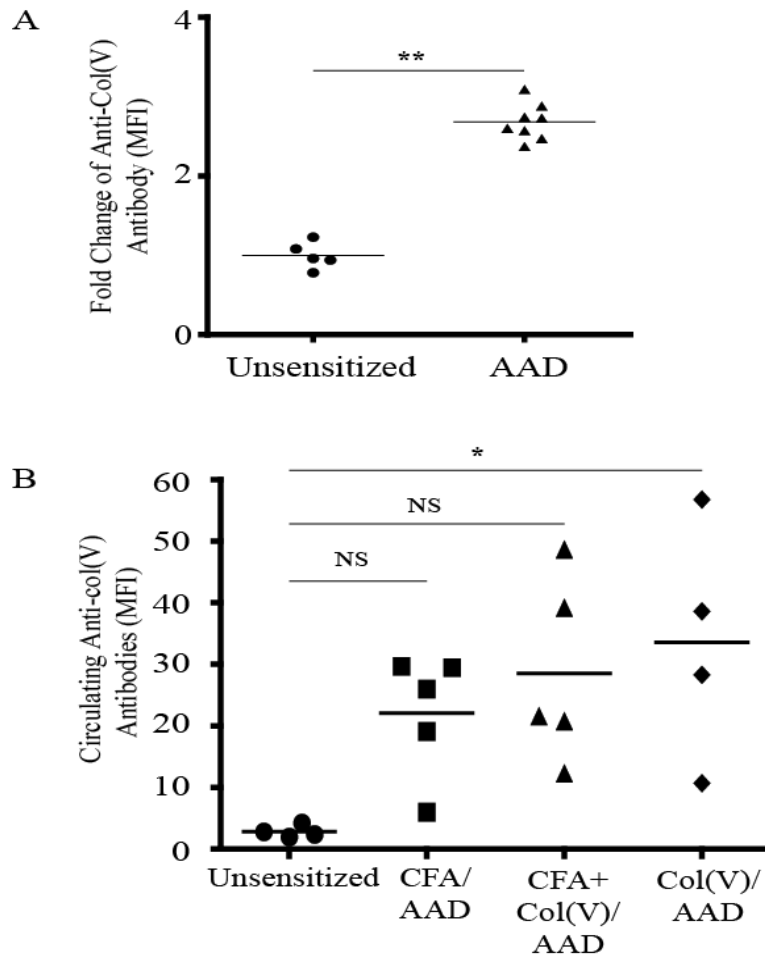 A
Fold Change of Anti-Col(V)
Antibody (MFI)
4
2
0
**
Unsensitized
AAD
B
Circulating Anti-col(V)
Antibodies (MFI)
60
50
40
30
20
10
0
*
NS
NS
Unsensitized
CFA/
AAD
CFA+
Col(V)/
AAD
Col(V)/
AAD